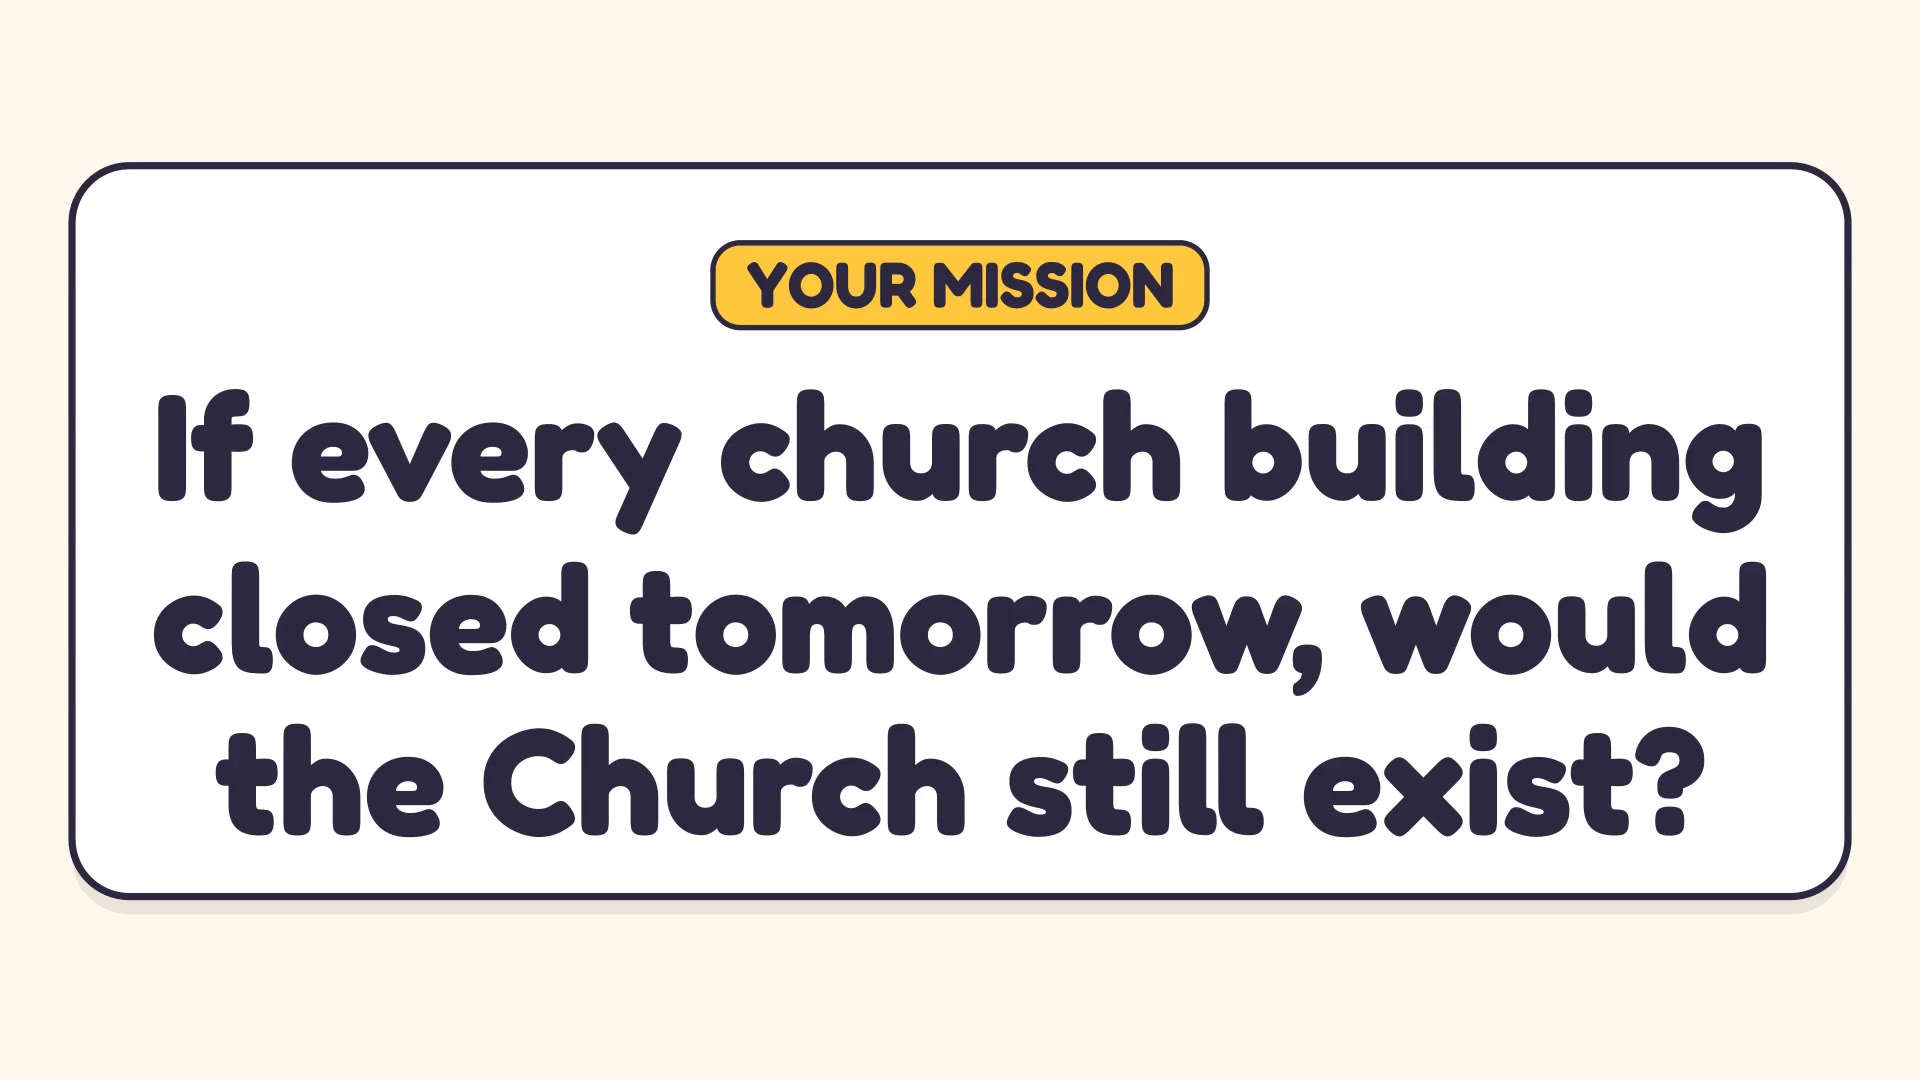 YOUR MISSION
If every church building
closed tomorrow, would
the Church still exist?